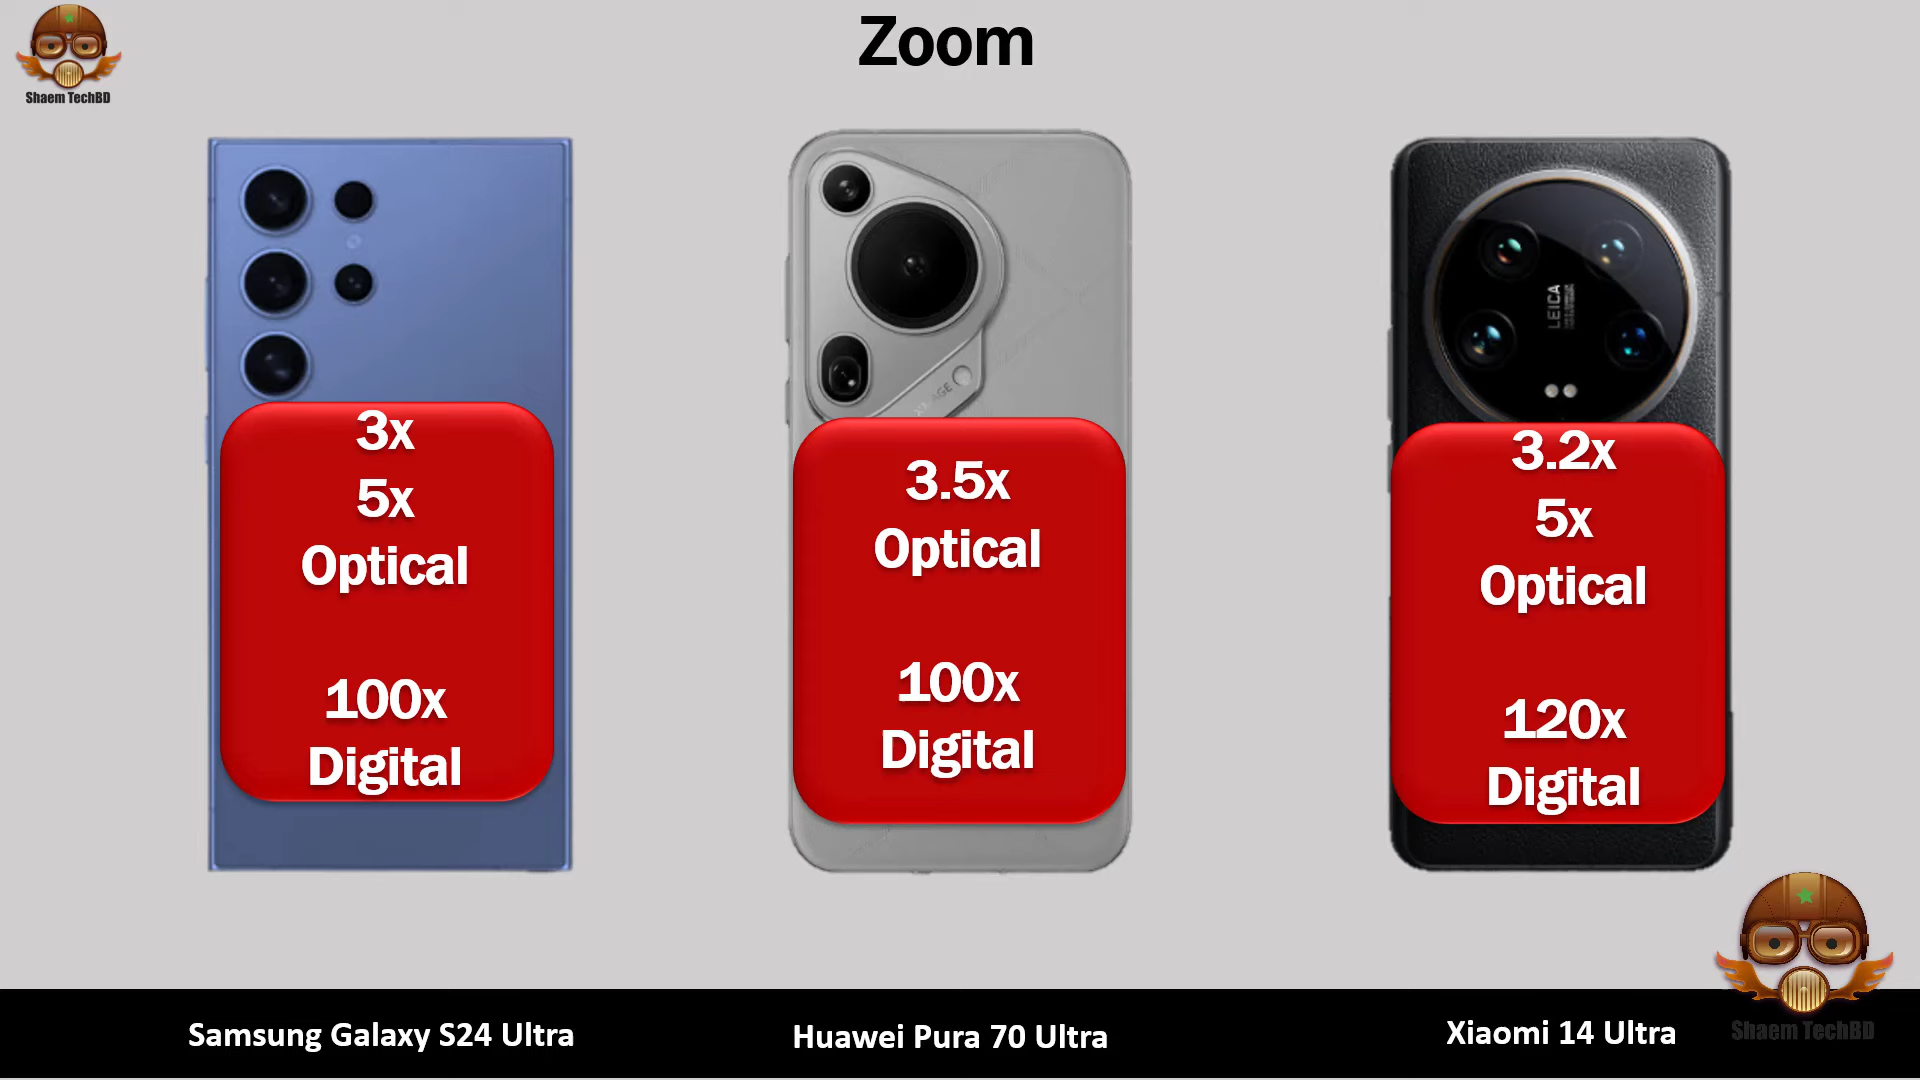 Zoom
Shaem TechBD
LEICA
3x
5x
Optical
100x
Digital
3.5x
Optical
100x
Digital
3.2x
5x
Optical
120x
Digital
Samsung Galaxy S24 Ultra
Huawei Pura 70 Ultra
Xiaomi 14 Ultra
Shaem TechBD